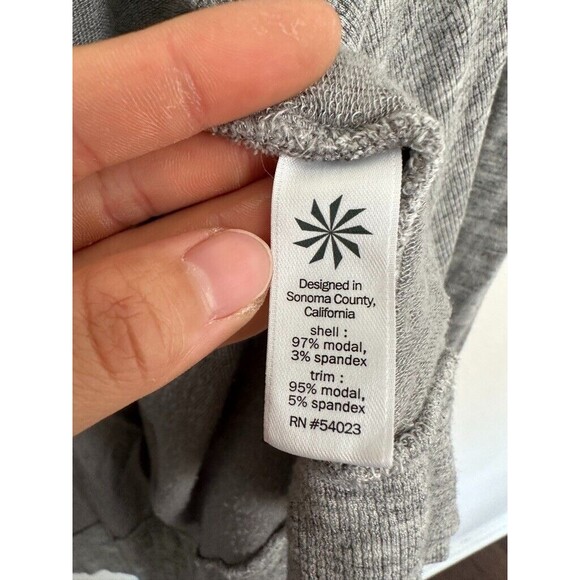 Designed in
Sonoma County,
California
shell :
97% modal,
3% spandex
trim :
95% modal,
5% spandex
RN #54023